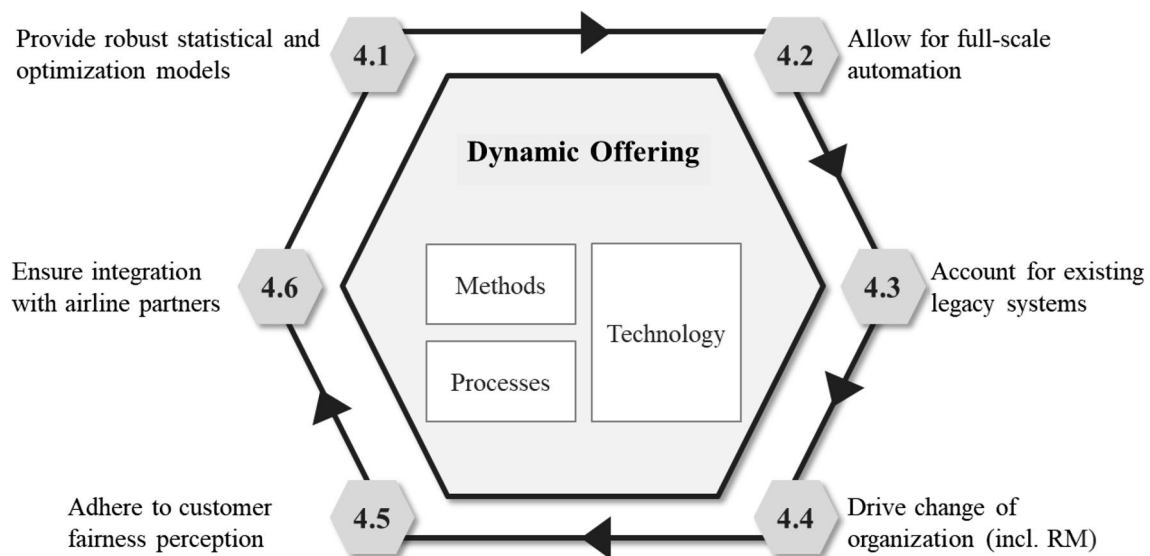 Provide robust statistical and
optimization models
4.1
4.2
Allow for full-scale
automation
Dynamic Offering
Ensure integration
with airline partners
4.6
Methods
Processes
Technology
4.3
Account for existing
legacy systems
Adhere to customer
fairness perception
4.5
4.4
Drive change of
organization (incl. RM)